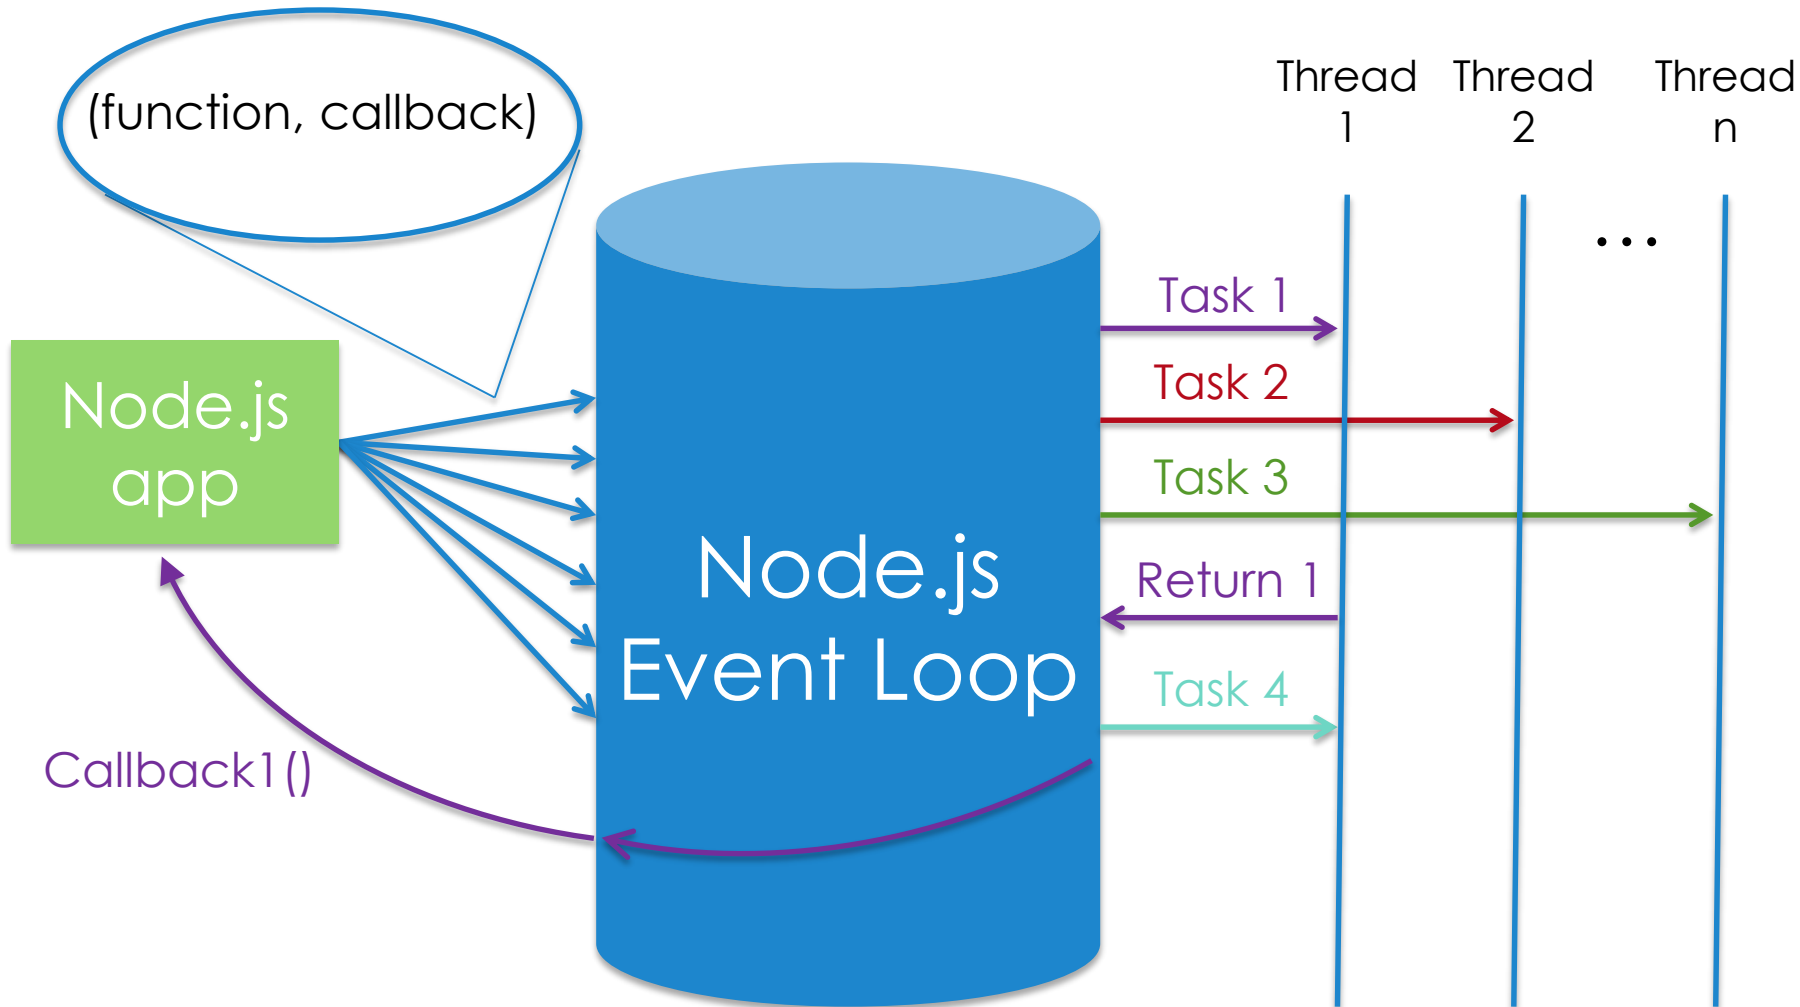 (function, callback)
Thread
1
Thread
2
Thread
n
...
Node.js
app
Node.js
Event Loop
Task 1
Task 2
Task 3
Return 1
Task 4
Callback1()